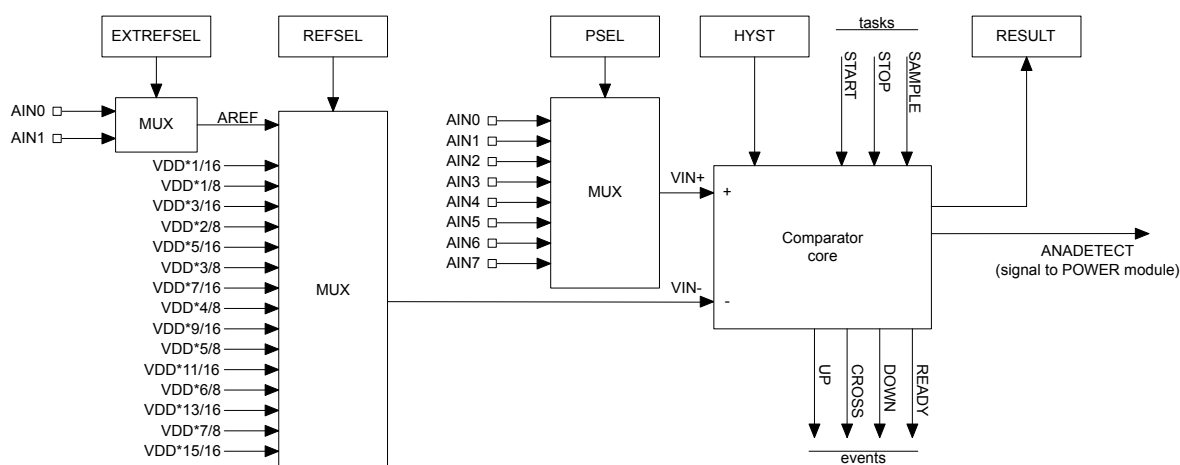 EXTREFSEL
REFSEL
PSEL
HYST
tasks
START
STOP
SAMPLE
RESULT
AIN0
AIN1
MUX
AREF
VDD*1/16
VDD*1/8
VDD*3/16
VDD*2/8
VDD*5/16
VDD*3/8
VDD*7/16
VDD*4/8
VDD*9/16
VDD*5/8
VDD*11/16
VDD*6/8
VDD*13/16
VDD*7/8
VDD*15/16
MUX
AIN0
AIN1
AIN2
AIN3
AIN4
AIN5
AIN6
AIN7
MUX
VIN+
VIN-
+
-
Comparator
core
ANADETECT
(signal to POWER module)
UP
CROSS
DOWN
READY
events